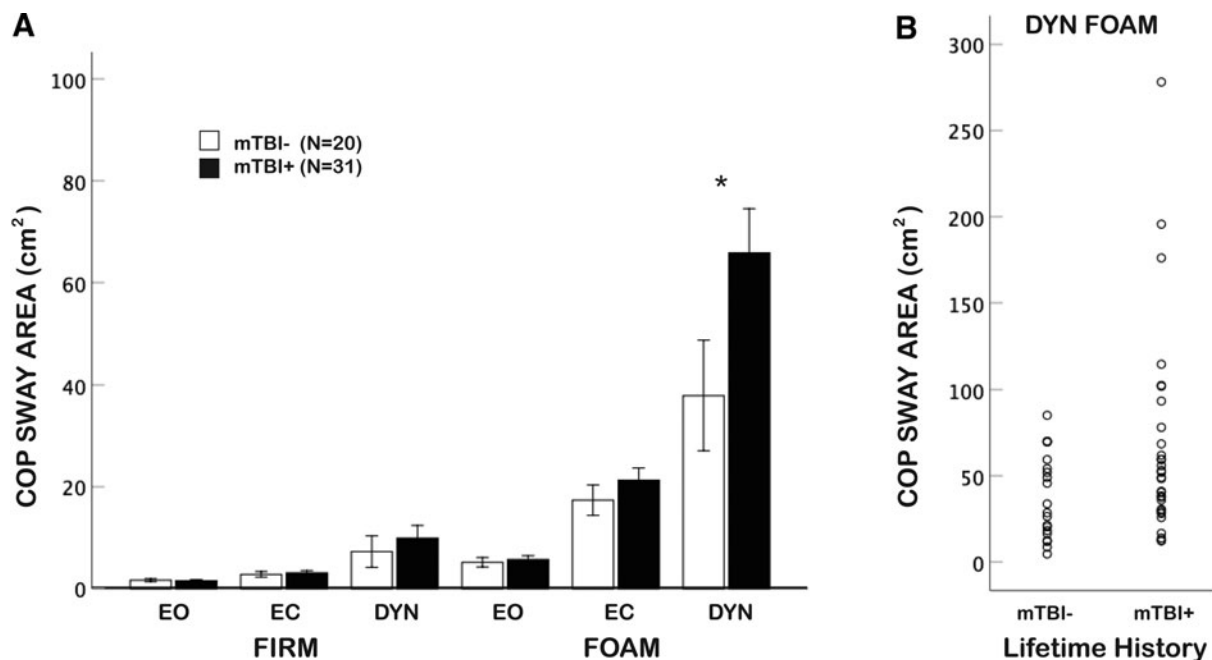 A
COP SWAY AREA (cm²)
100
80
60
40
20
0
mTBI- (N=20)
mTBI+ (N=31)
*
EO EC DYN EO EC DYN
FIRM FOAM
B
DYN FOAM
COP SWAY AREA (cm²)
300
250
200
150
100
50
0
mTBI- mTBI+
Lifetime History